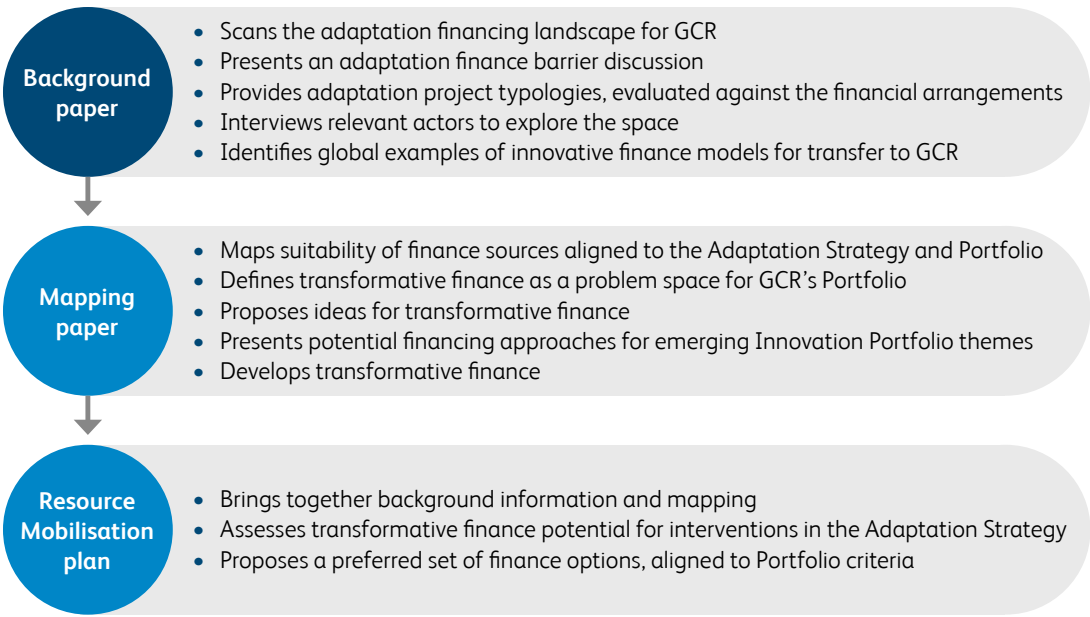 Background
paper
• Scans the adaptation financing landscape for GCR
• Presents an adaptation finance barrier discussion
• Provides adaptation project typologies, evaluated against the financial arrangements
• Interviews relevant actors to explore the space
• Identifies global examples of innovative finance models for transfer to GCR
Mapping
paper
• Maps suitability of finance sources aligned to the Adaptation Strategy and Portfolio
• Defines transformative finance as a problem space for GCR’s Portfolio
• Proposes ideas for transformative finance
• Presents potential financing approaches for emerging Innovation Portfolio themes
• Develops transformative finance
Resource
Mobilisation
plan
• Brings together background information and mapping
• Assesses transformative finance potential for interventions in the Adaptation Strategy
• Proposes a preferred set of finance options, aligned to Portfolio criteria